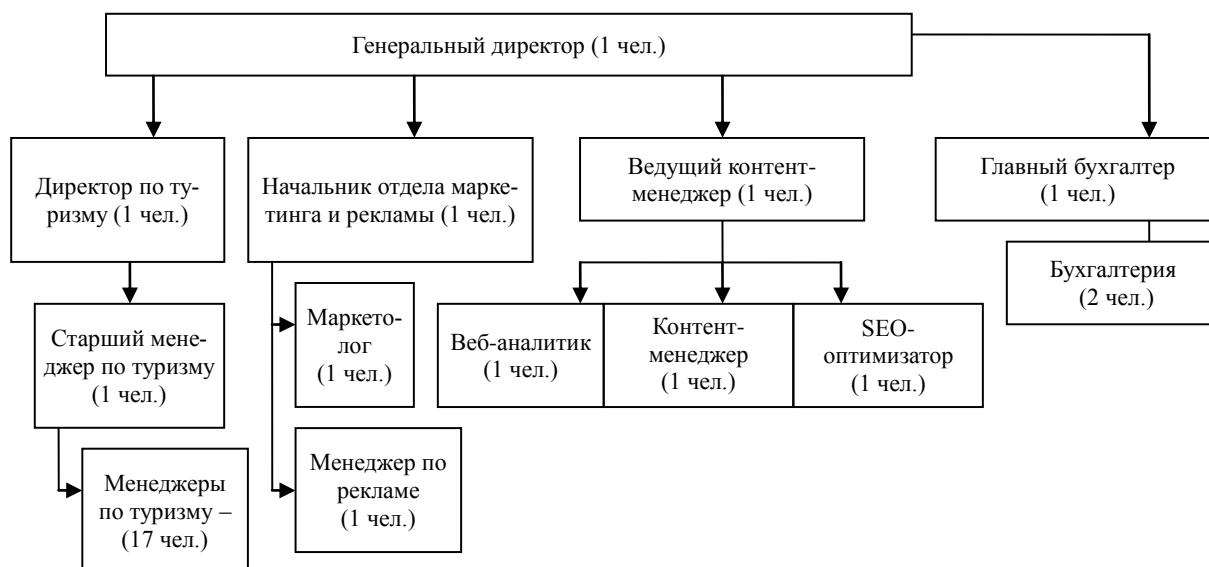 Генеральный директор (1 чел.)
Директор по ту-
ризму (1 чел.)
Начальник отдела марке-
тинга и рекламы (1 чел.)
Ведущий контент-
менеджер (1 чел.)
Главный бухгалтер
(1 чел.)
Бухгалтерия
(2 чел.)
Старший мене-
джер по туризму
(1 чел.)
Маркето-
лог
(1 чел.)
Веб-аналитик
(1 чел.)
Контент-
менеджер
(1 чел.)
SEO-
оптимизатор
(1 чел.)
Менеджеры
по туризму –
(17 чел.)
Менеджер по
рекламе
(1 чел.)